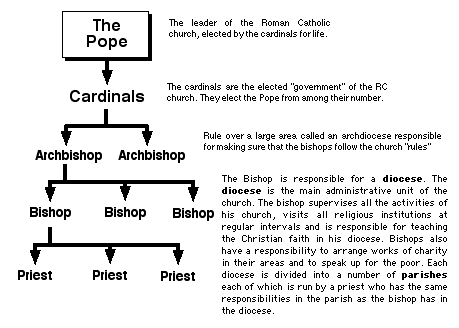 The
Pope
The leader of the Roman Catholic
church, elected by the cardinals for life.
Cardinals
The cardinals are the elected "government" of the RC
church. They elect the Pope from among their number.
Archbishop
Archbishop
Rule over a large area called an archdiocese responsible
for making sure that the bishops follow the church "rules"
Bishop
Bishop
Bishop
The Bishop is responsible for a diocese. The
diocese is the main administrative unit of the
church. The bishop supervises all the activities of
his church, visits all religious institutions at
regular intervals and is responsible for teaching
the Christian faith in his diocese. Bishops also
have a responsibility to arrange works of charity
in their areas and to speak up for the poor. Each
diocese is divided into a number of parishes
each of which is run by a priest who has the same
responsibilities in the parish as the bishop has in
the diocese.
Priest
Priest
Priest